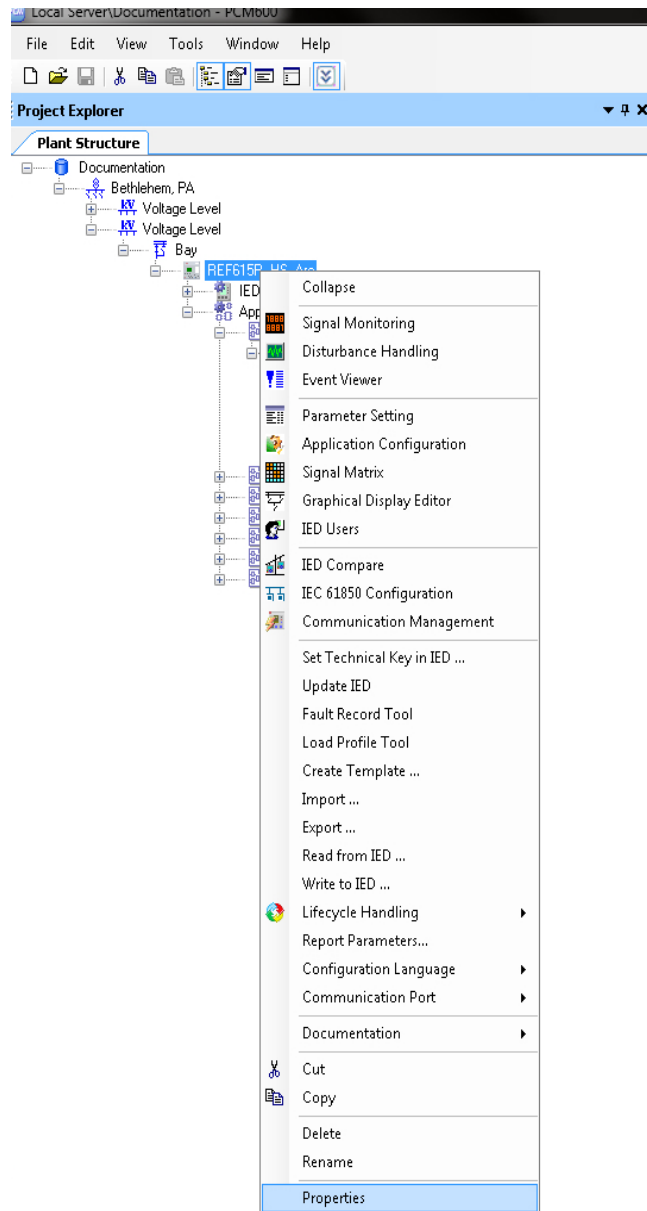 Local Server\Documentation - PCM600
File Edit View Tools Window Help
Project Explorer
Plant Structure
Documentation
Bethlehem, PA
Voltage Level
Voltage Level
Bay
REF615R_HS_Arc
IED
App
Collapse
Signal Monitoring
Disturbance Handling
Event Viewer
Parameter Setting
Application Configuration
Signal Matrix
Graphical Display Editor
IED Users
IED Compare
IEC 61850 Configuration
Communication Management
Set Technical Key in IED ...
Update IED
Fault Record Tool
Load Profile Tool
Create Template ...
Import ...
Export ...
Read from IED ...
Write to IED ...
Lifecycle Handling
Report Parameters...
Configuration Language
Communication Port
Documentation
Cut
Copy
Delete
Rename
Properties